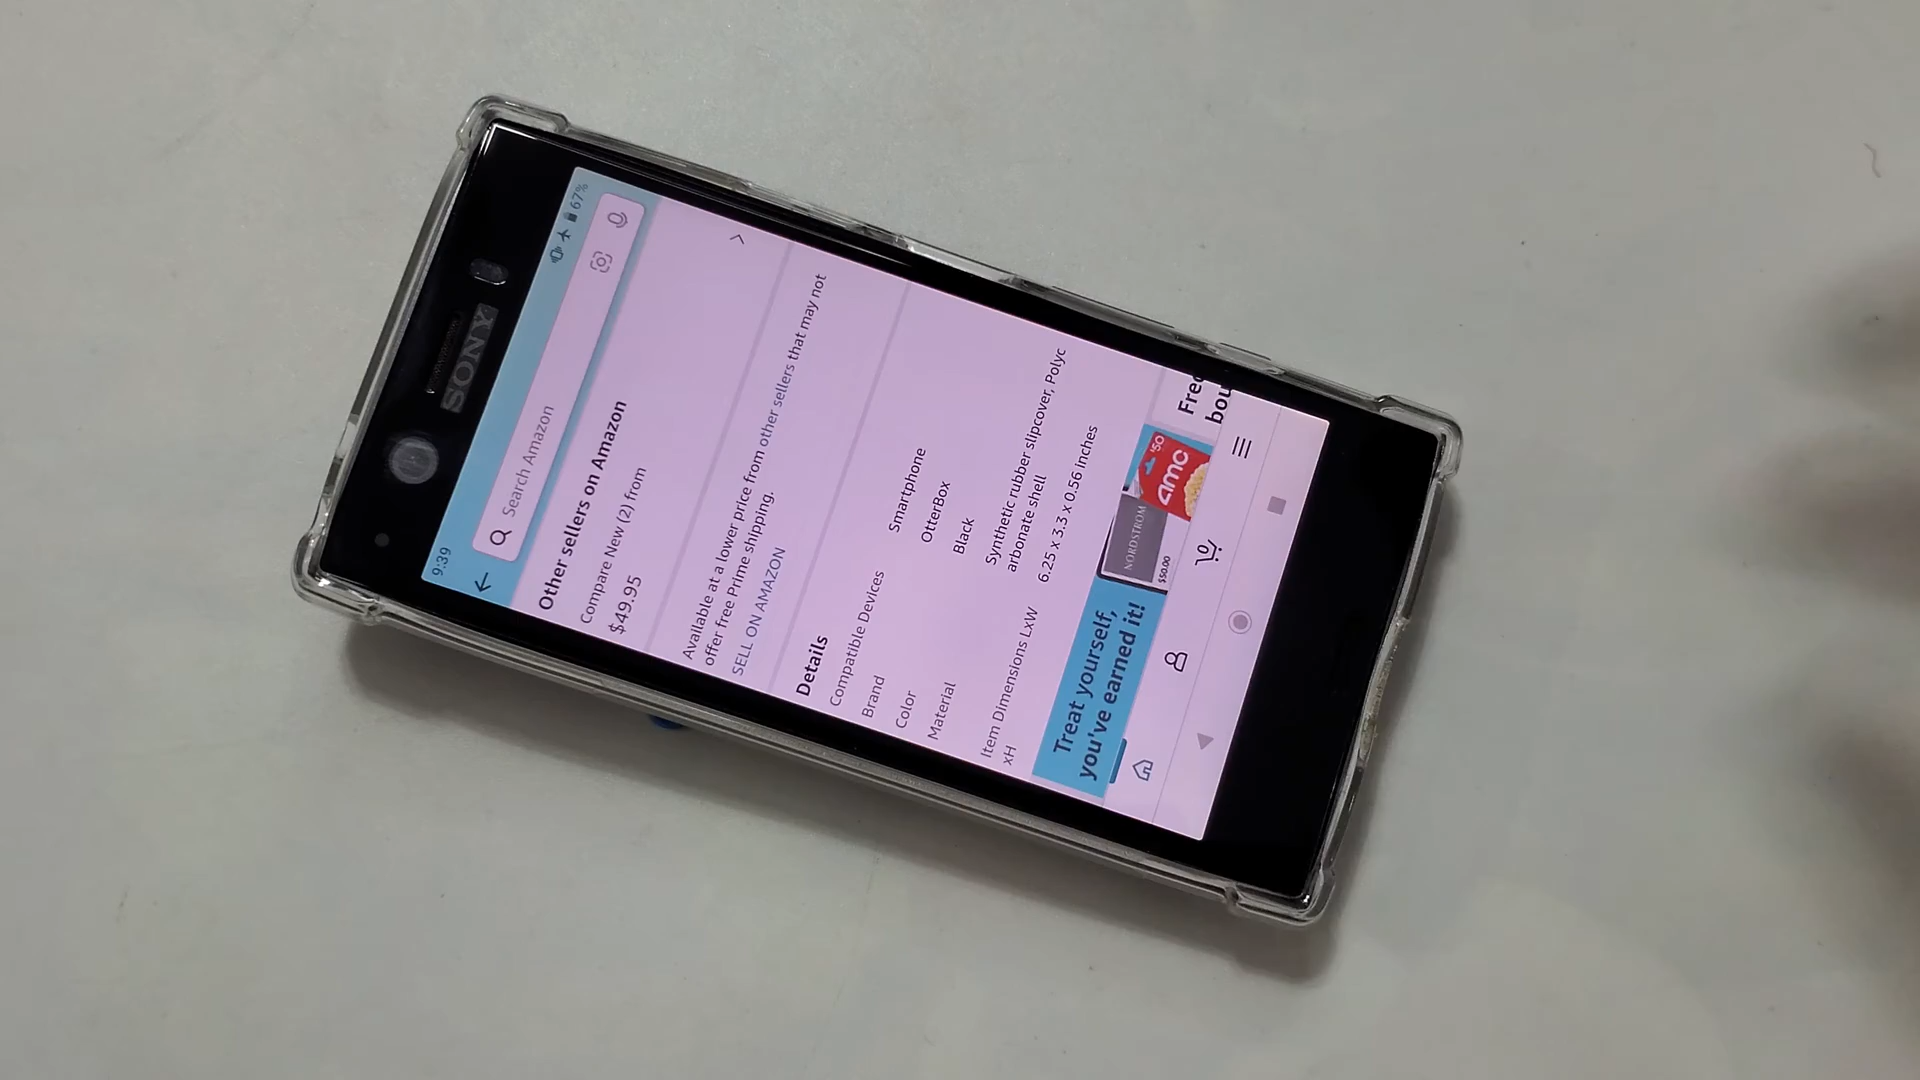 SONY
9:39
67%
Search Amazon
Other sellers on Amazon
Compare New (2) from
$49.95
Available at a lower price from other sellers that may not
offer free Prime shipping.
SELL ON AMAZON
Details
Compatible Devices
Smartphone
Brand
OtterBox
Color
Black
Material
Synthetic rubber slipcover, Polyc
arbonate shell
Item Dimensions LxW
xH
6.25 x 3.3 x 0.56 inches
Treat yourself,
you've earned it!
NORDSTROM
$50.00
$50
amc
Free
bou
0